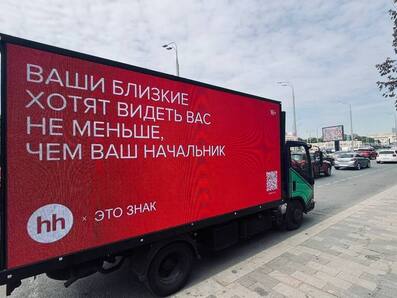 ВАШИ БЛИЗКИЕ
ХОТЯТ ВИДЕТЬ ВАС
НЕ МЕНЬШЕ,
ЧЕМ ВАШ НАЧАЛЬНИК
hh × ЭТО ЗНАК